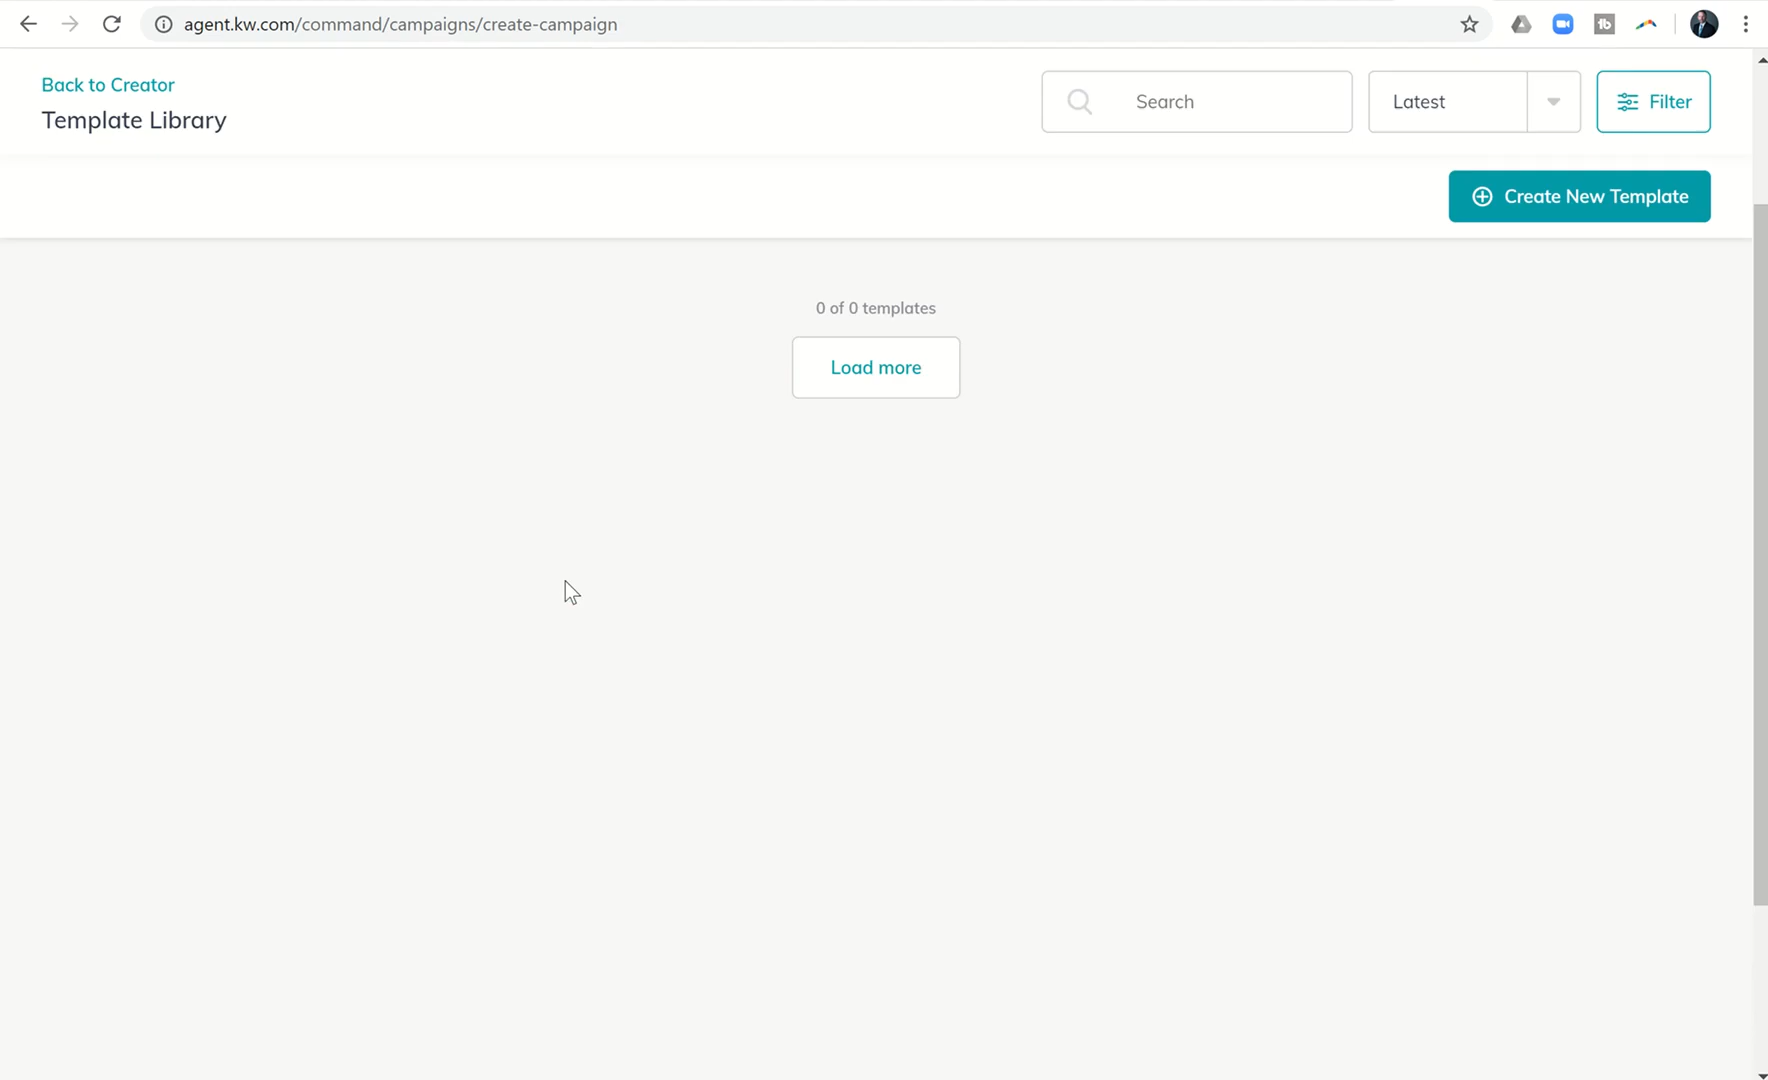 agent.kw.com/command/campaigns/create-campaign
tb
Back to Creator
Template Library
Search
Latest
Filter
Create New Template
0 of 0 templates
Load more